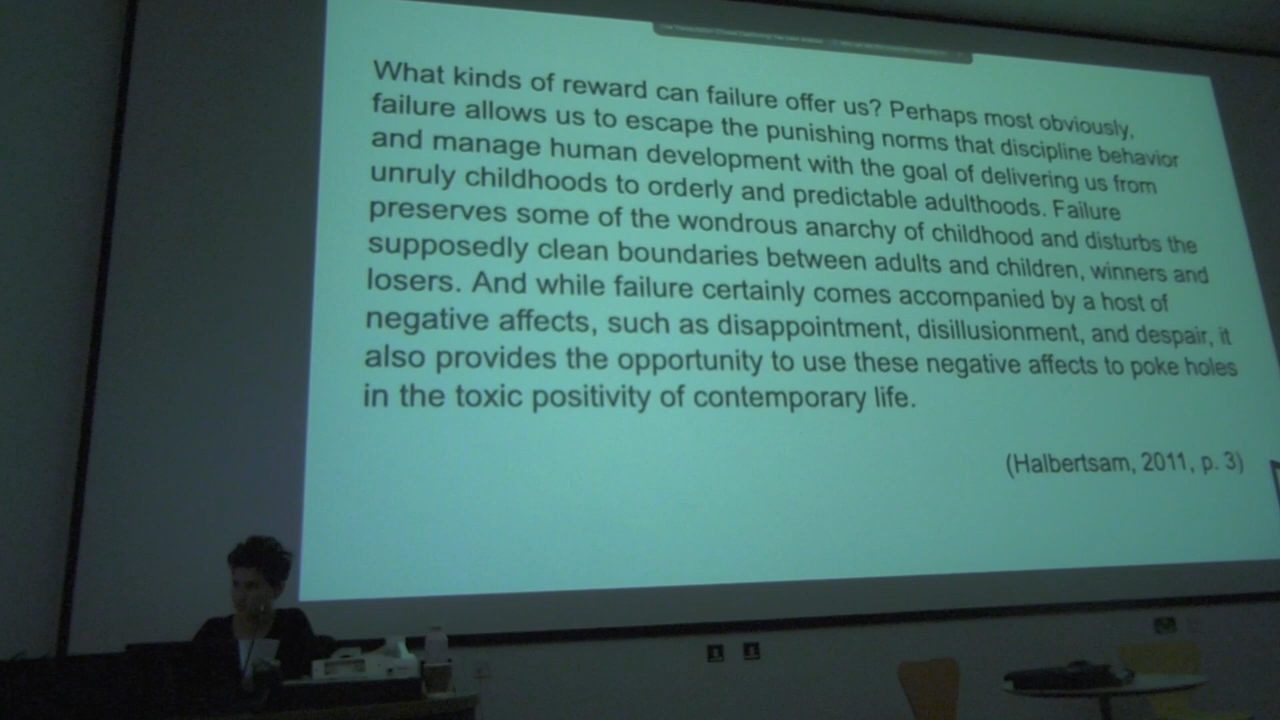 What kinds of reward can failure offer us? Perhaps most obviously,
failure allows us to escape the punishing norms that discipline behavior
and manage human development with the goal of delivering us from
unruly childhoods to orderly and predictable adulthoods. Failure
preserves some of the wondrous anarchy of childhood and disturbs the
supposedly clean boundaries between adults and children, winners and
losers. And while failure certainly comes accompanied by a host of
negative affects, such as disappointment, disillusionment, and despair, it
also provides the opportunity to use these negative affects to poke holes
in the toxic positivity of contemporary life.
(Halbertsam, 2011, p. 3)